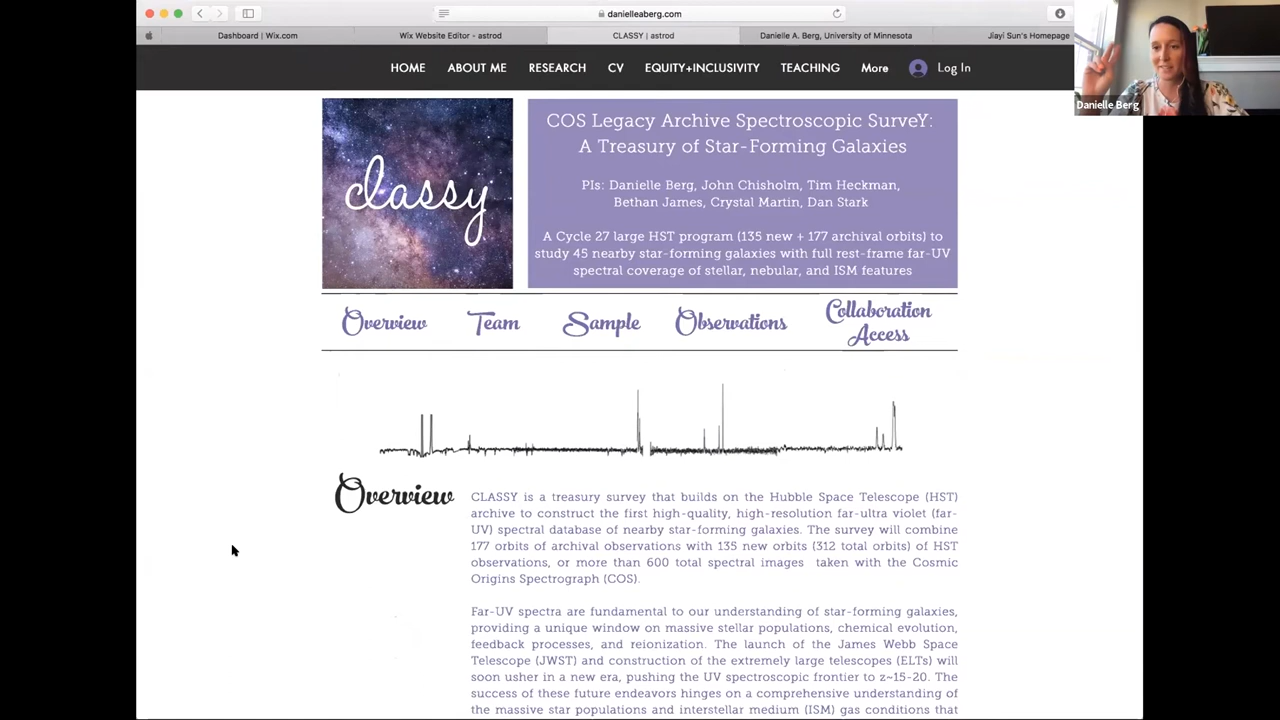 danielleaberg.com
Dashboard | Wix.com
Wix Website Editor - astrod
CLASSY | astrod
Danielle A. Berg, University of Minnesota
Jiayi Sun's Homepage
HOME
ABOUT ME
RESEARCH
CV
EQUITY+INCLUSIVITY
TEACHING
More
Log In
Danielle Berg
classy
COS Legacy Archive Spectroscopic SurveY:
A Treasury of Star-Forming Galaxies
PIs: Danielle Berg, John Chisholm, Tim Heckman,
Bethan James, Crystal Martin, Dan Stark
A Cycle 27 large HST program (135 new + 177 archival orbits) to
study 45 nearby star-forming galaxies with full rest-frame far-UV
spectral coverage of stellar, nebular, and ISM features
Overview
Team
Sample
Observations
Collaboration
Access
Overview
CLASSY is a treasury survey that builds on the Hubble Space Telescope (HST)
archive to construct the first high-quality, high-resolution far-ultra violet (far-
UV) spectral database of nearby star-forming galaxies. The survey will combine
177 orbits of archival observations with 135 new orbits (312 total orbits) of HST
observations, or more than 600 total spectral images taken with the Cosmic
Origins Spectrograph (COS).
Far-UV spectra are fundamental to our understanding of star-forming galaxies,
providing a unique window on massive stellar populations, chemical evolution,
feedback processes, and reionization. The launch of the James Webb Space
Telescope (JWST) and construction of the extremely large telescopes (ELTs) will
soon usher in a new era, pushing the UV spectroscopic frontier to z~15-20. The
success of these future endeavors hinges on a comprehensive understanding of
the massive star populations and interstellar medium (ISM) gas conditions that